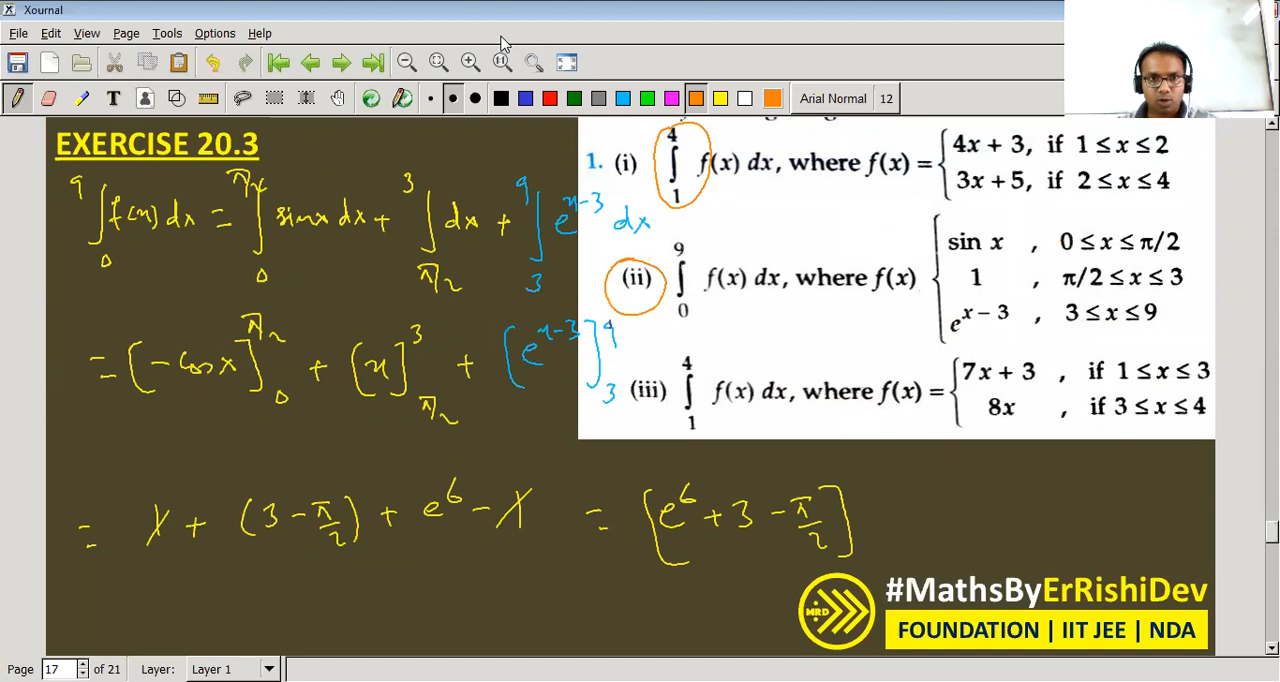 Xournal
File Edit View Page Tools Options Help
Arial Normal 12
EXERCISE 20.3
∫₀⁹ f(x) dx = ∫₀^(π/2) sin x dx + ∫_(π/2)³ dx + ∫₃⁹ e^(x-3) dx
= [-cos x]₀^(π/2) + [x]_(π/2)³ + [e^(x-3)]₃⁹
= 1 + (3 - π/2) + e⁶ - 1 = [e⁶ + 3 - π/2]
1. (i) ∫₁⁴ f(x) dx, where f(x) = { 4x + 3, if 1 ≤ x ≤ 2
3x + 5, if 2 ≤ x ≤ 4
(ii) ∫₀⁹ f(x) dx, where f(x) { sin x , 0 ≤ x ≤ π/2
1 , π/2 ≤ x ≤ 3
e^(x - 3) , 3 ≤ x ≤ 9
(iii) ∫₁⁴ f(x) dx, where f(x) = { 7x + 3 , if 1 ≤ x ≤ 3
8x , if 3 ≤ x ≤ 4
MRD
#MathsByErRishiDev
FOUNDATION | IIT JEE | NDA
Page 17 of 21 Layer: Layer 1